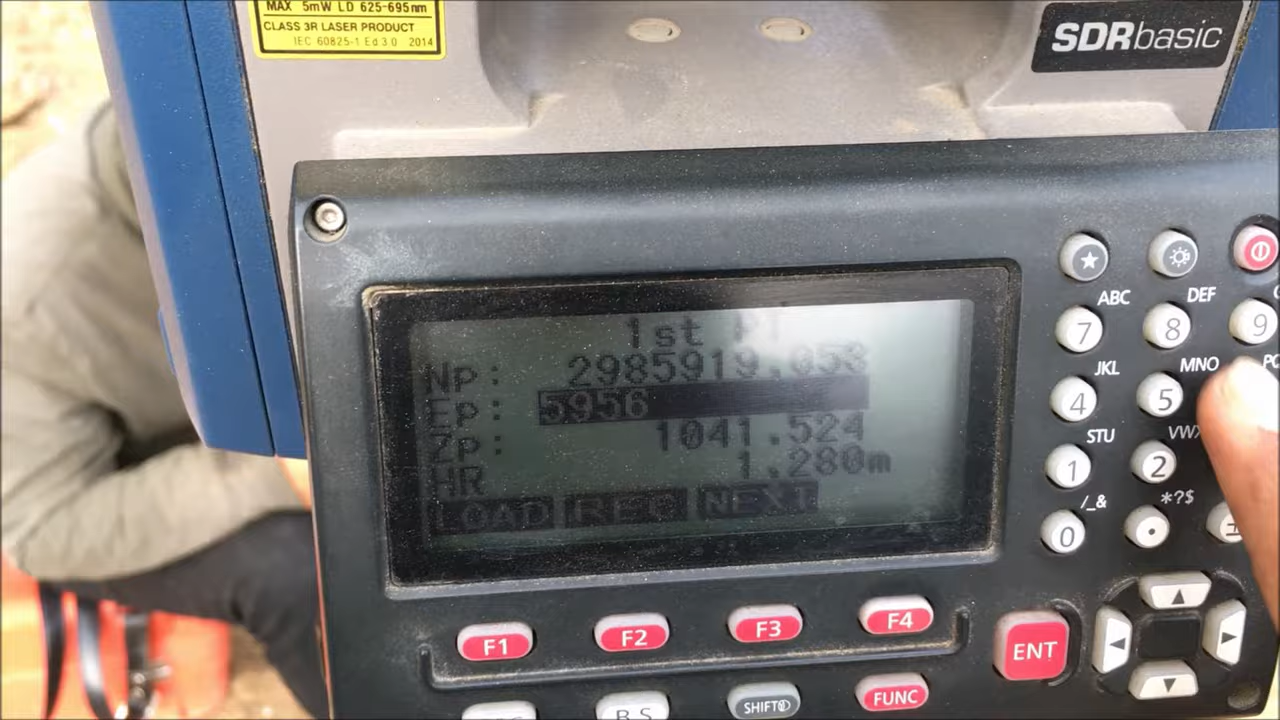 MAX 5mW LD 625-695nm
CLASS 3R LASER PRODUCT
IEC 60825-1 Ed 3.0 2014
SDRbasic
1st
Np: 2985919.053
Ep: 5956
Zp: 1041.524
HR 1.280m
LOAD REC NEXT
ABC
DEF
7
8
9
JKL
MNO
4
5
STU
1
2
/_&
*?$
0
F1
F2
F3
F4
ENT
SHIFT
FUNC